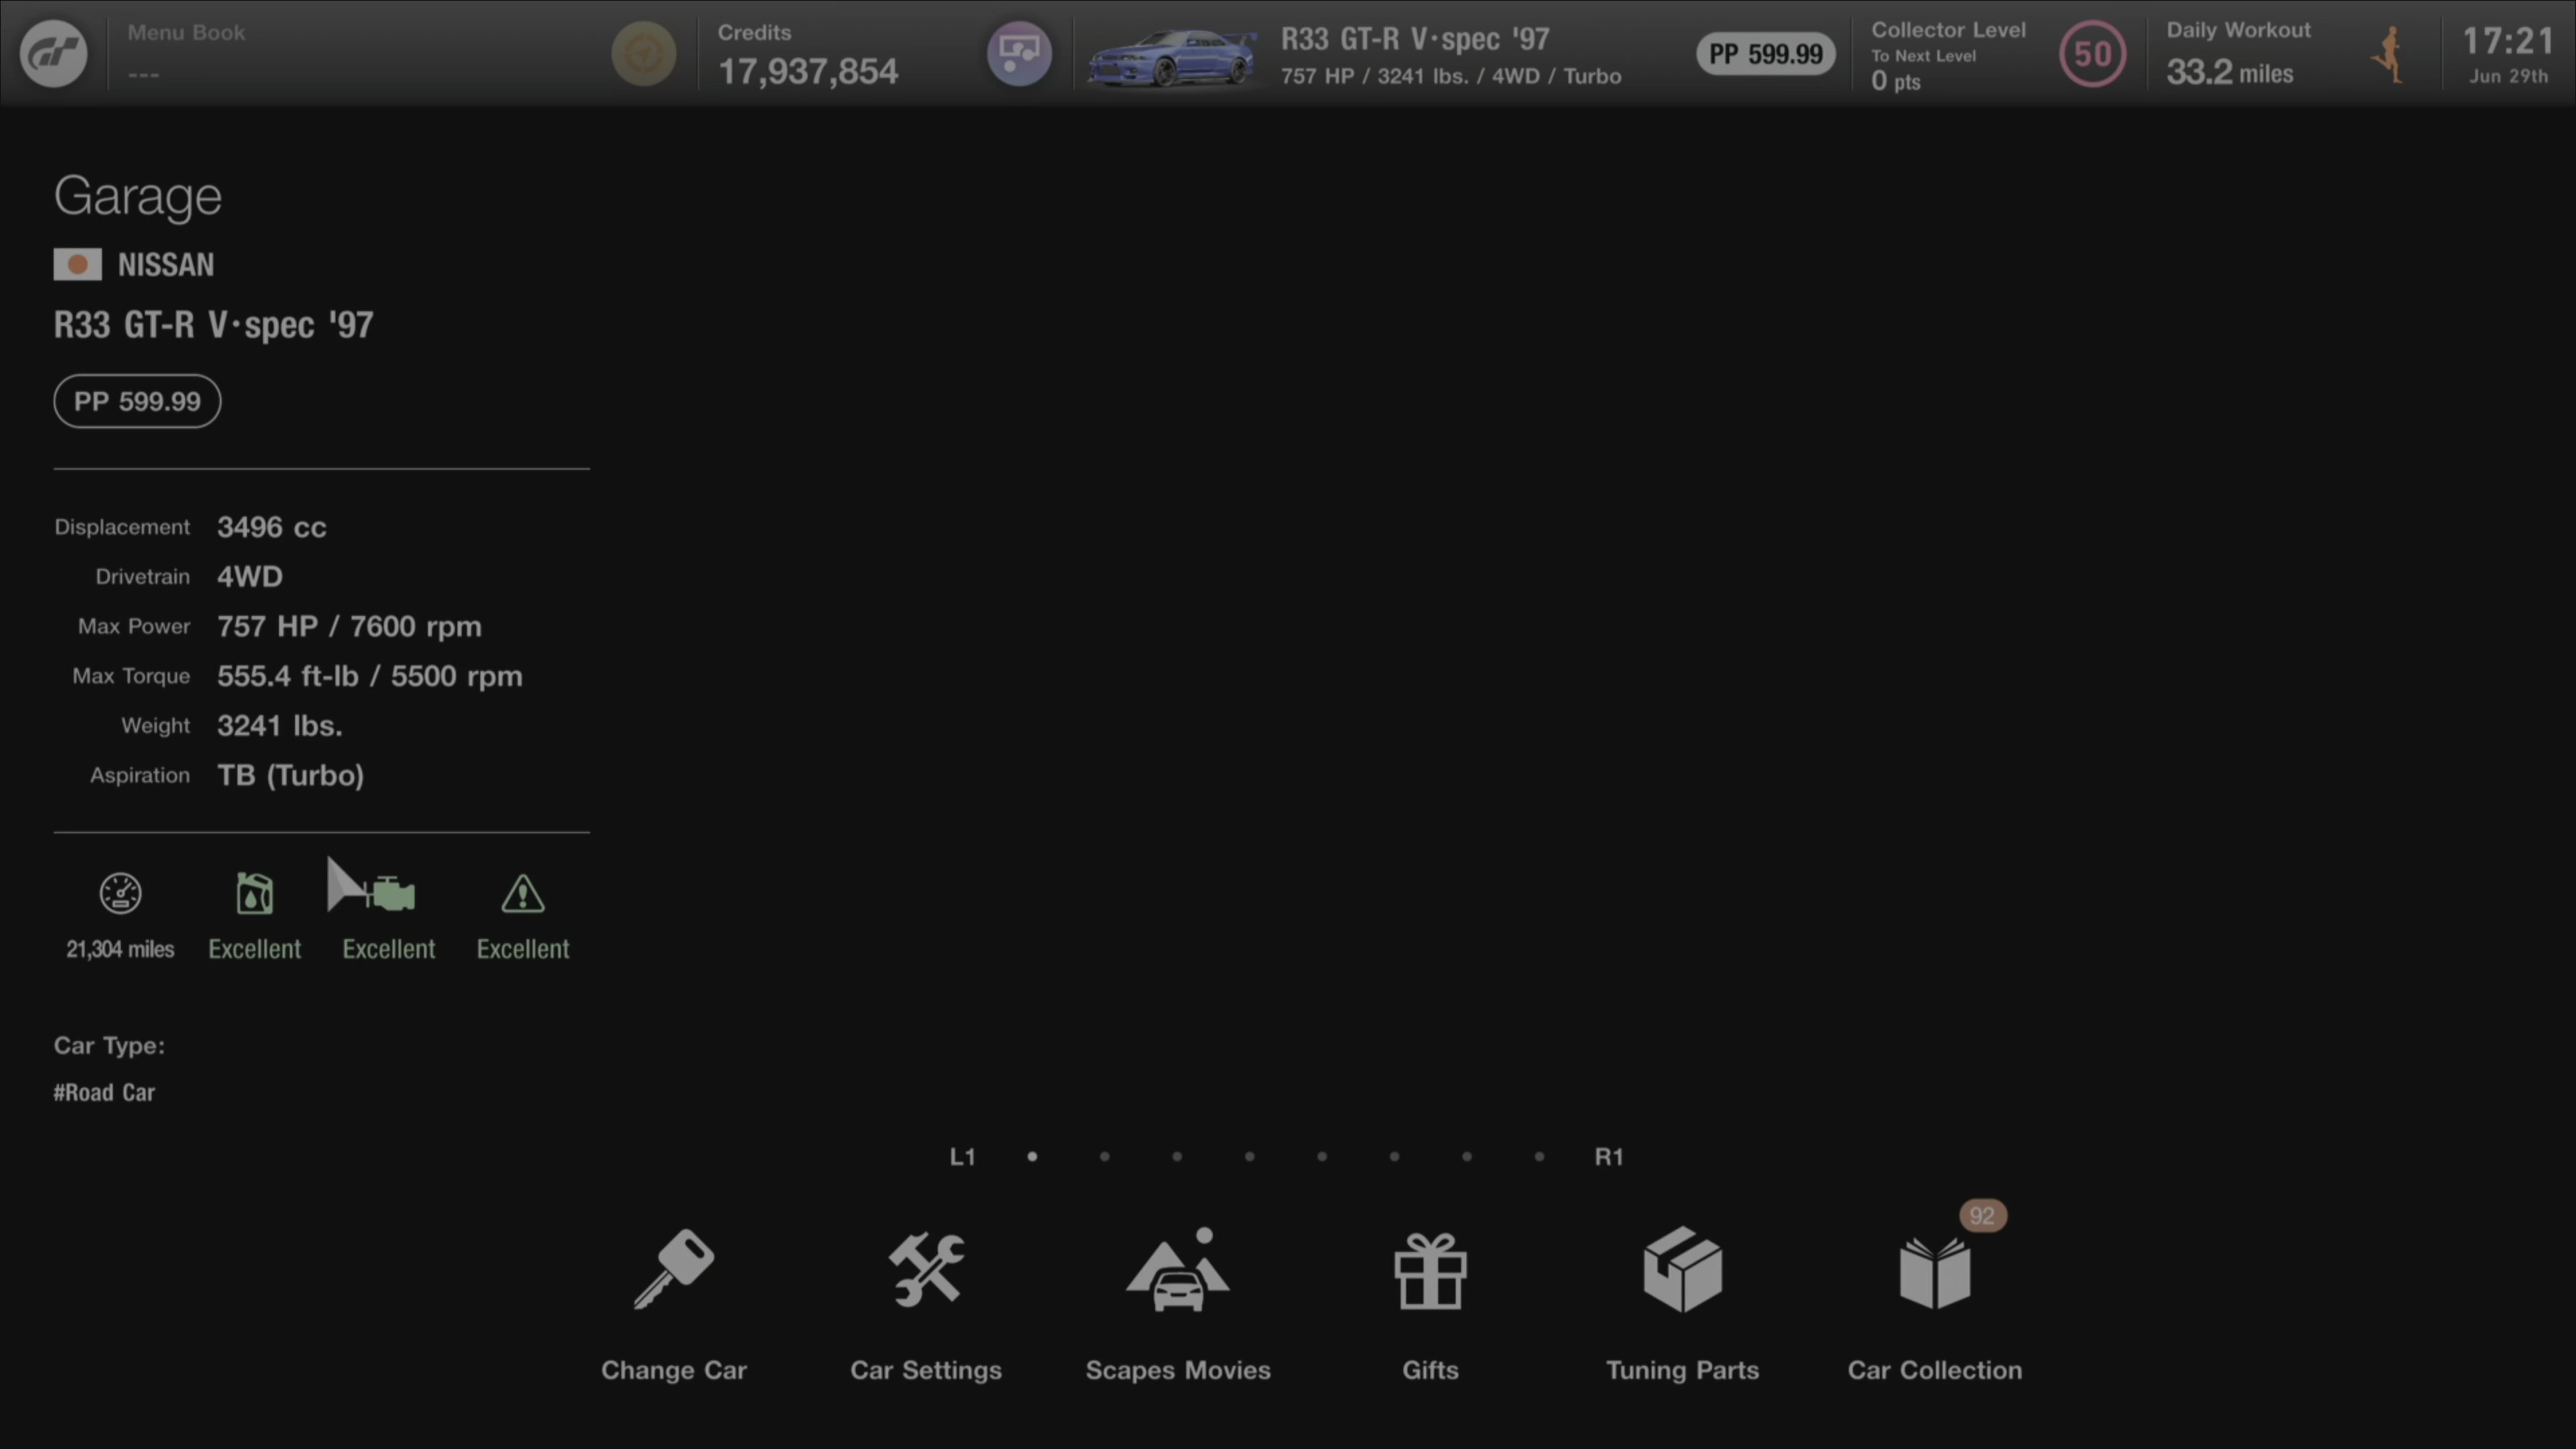 Menu Book
---
Credits
17,937,854
R33 GT-R V·spec '97
757 HP / 3241 lbs. / 4WD / Turbo
PP 599.99
Collector Level
To Next Level
0 pts
50
Daily Workout
33.2 miles
17:21
Jun 29th
Garage
NISSAN
R33 GT-R V·spec '97
PP 599.99
Displacement 3496 cc
Drivetrain 4WD
Max Power 757 HP / 7600 rpm
Max Torque 555.4 ft-lb / 5500 rpm
Weight 3241 lbs.
Aspiration TB (Turbo)
21,304 miles Excellent Excellent Excellent
Car Type:
#Road Car
L1 R1
92
Change Car Car Settings Scapes Movies Gifts Tuning Parts Car Collection